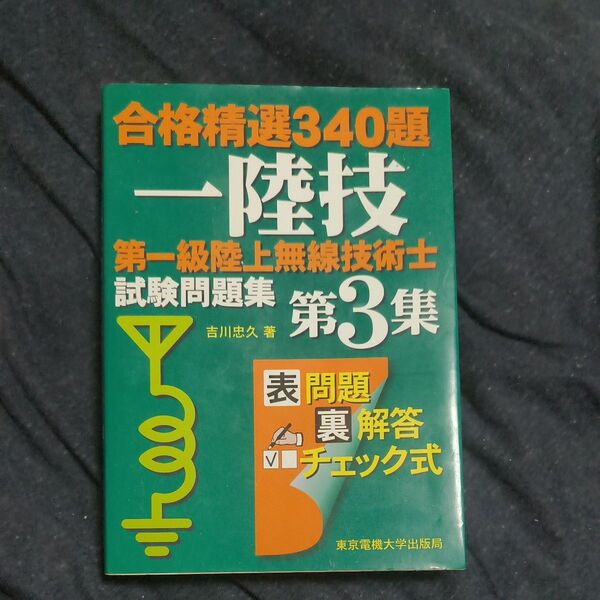 合格精選340題
一陸技
第一級陸上無線技術士
試験問題集
第3集
吉川忠久 著
表問題
裏解答
チェック式
東京電機大学出版局